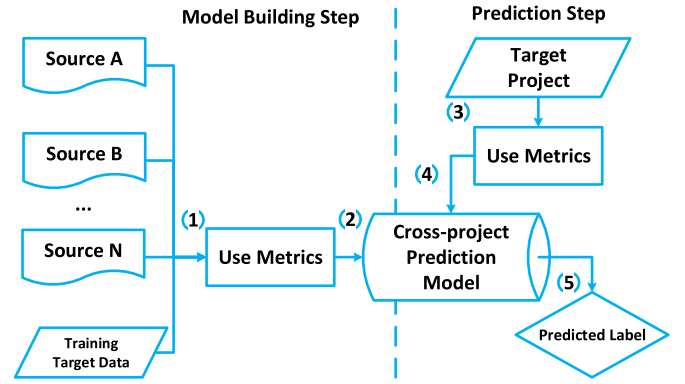 Model Building Step
Prediction Step
Source A
Source B
...
Source N
Training
Target Data
(1)
Use Metrics
(2)
Target
Project
(3)
Use Metrics
(4)
Cross-project
Prediction
Model
(5)
Predicted Label